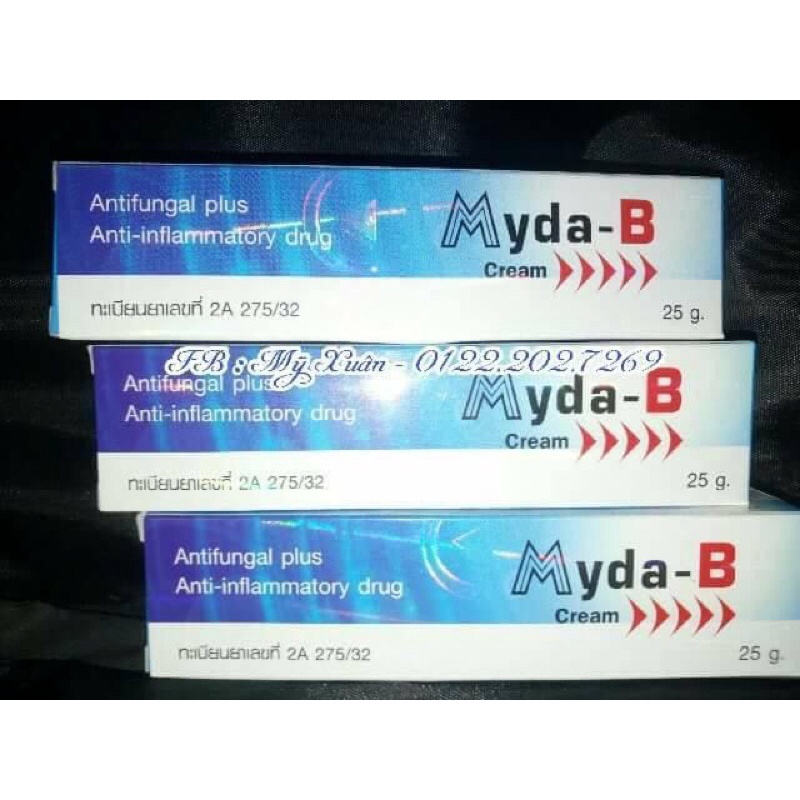 Antifungal plus
Anti-inflammatory drug
Myda-B
Cream
ทะเบียนยาเลขที่ 2A 275/32
25 g.
FB : Mỹ Xuân - 0122.202.7269
Antifungal plus
Anti-inflammatory drug
Myda-B
Cream
ทะเบียนยาเลขที่ 2A 275/32
25 g.
Antifungal plus
Anti-inflammatory drug
Myda-B
Cream
ทะเบียนยาเลขที่ 2A 275/32
25 g.